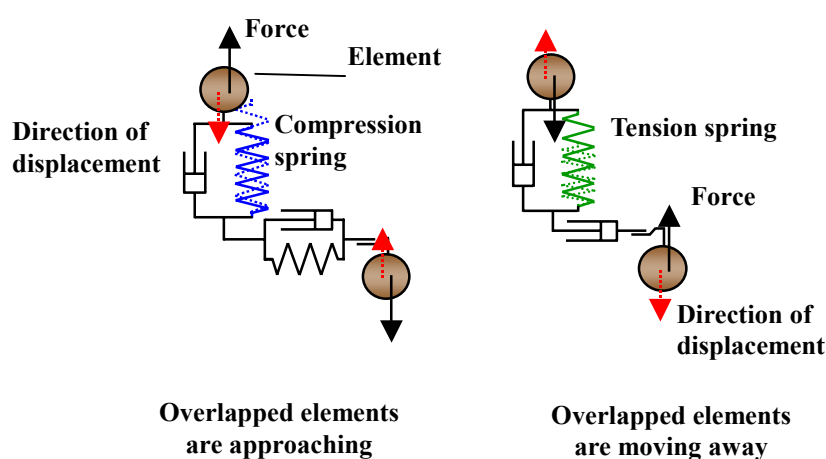 Force
Element
Direction of
displacement
Compression
spring
Overlapped elements
are approaching
Tension spring
Force
Direction of
displacement
Overlapped elements
are moving away